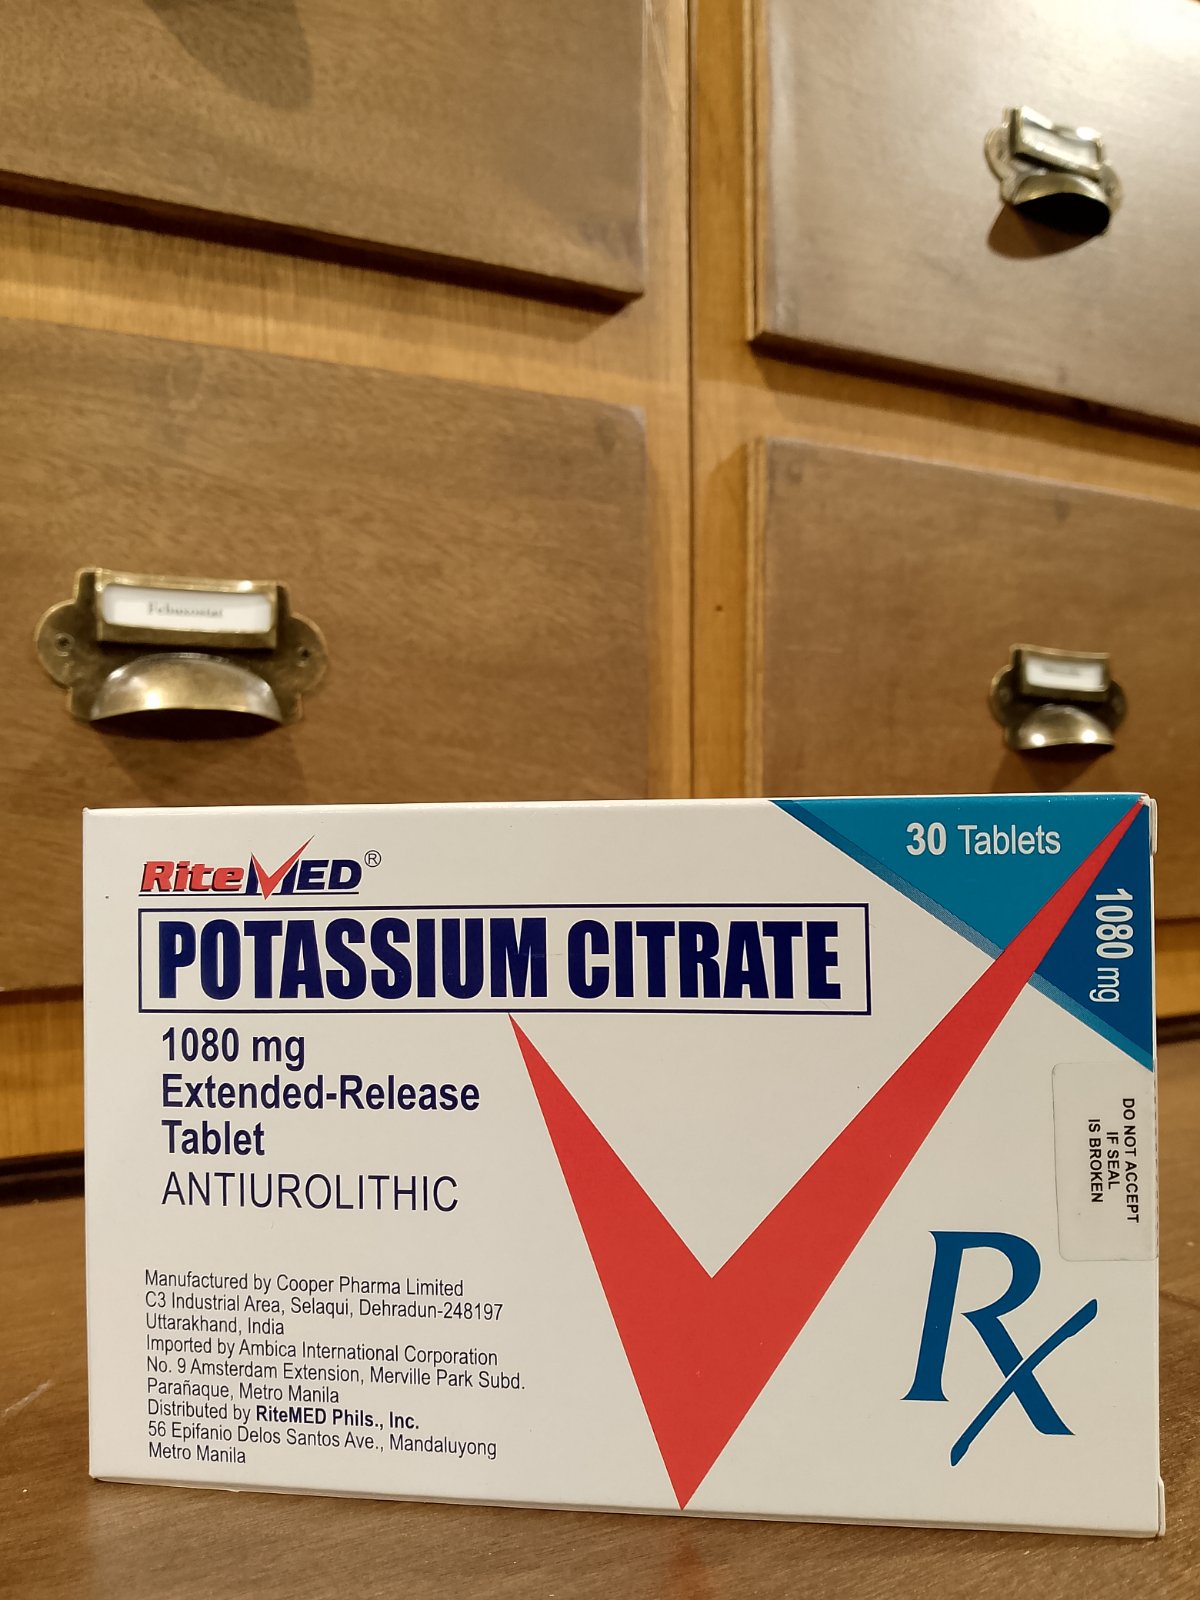 Febuxostat
30 Tablets
1080 mg
RiteMED®
POTASSIUM CITRATE
1080 mg
Extended-Release
Tablet
ANTIUROLITHIC
DO NOT ACCEPT
IF SEAL
IS BROKEN
Rx
Manufactured by Cooper Pharma Limited
C3 Industrial Area, Selaqui, Dehradun-248197
Uttarakhand, India
Imported by Ambica International Corporation
No. 9 Amsterdam Extension, Merville Park Subd.
Parañaque, Metro Manila
Distributed by RiteMED Phils., Inc.
56 Epifanio Delos Santos Ave., Mandaluyong
Metro Manila